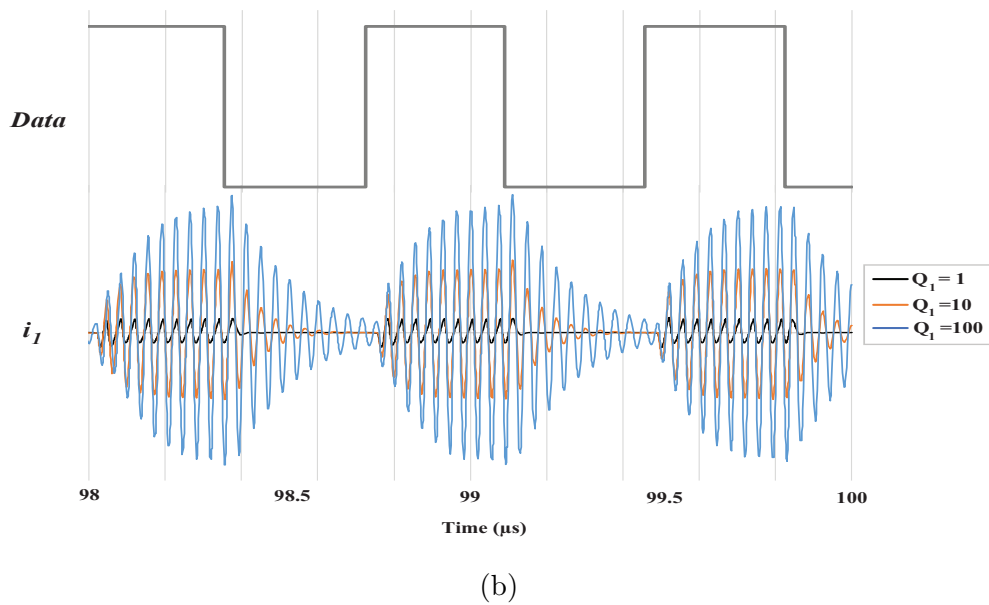 Data
i1
Q1 = 1
Q1 = 10
Q1 = 100
98
98.5
99
99.5
100
Time (μs)
(b)